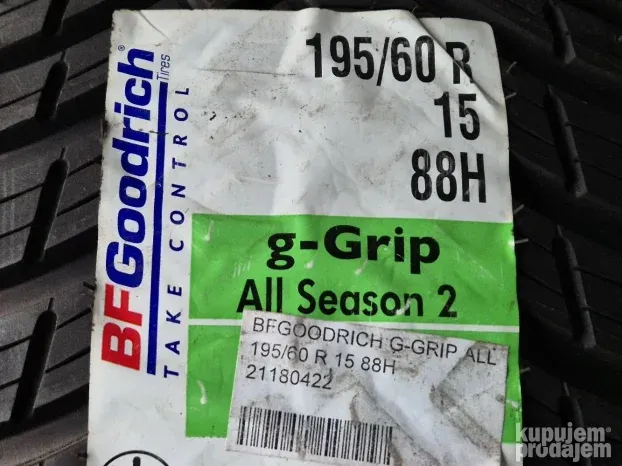 BFGoodrich® Tires
TAKE CONTROL
195/60 R
15
88H
g-Grip
All Season 2
BFGOODRICH G-GRIP ALL
195/60 R 15 88H
21180422
kupujem
prodajem